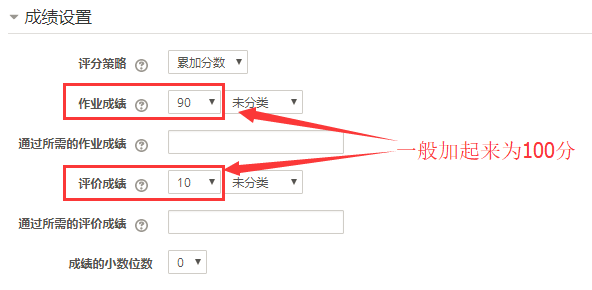 成绩设置
评分策略 累加分数
作业成绩 90 未分类
通过所需的作业成绩
一般加起来为100分
评价成绩 10 未分类
通过所需的评价成绩
成绩的小数位数 0